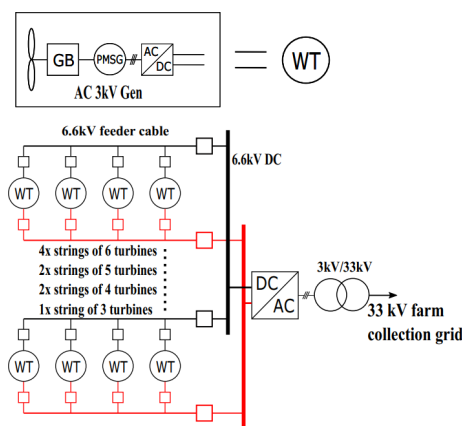 GB
PMSG
AC
DC
AC 3kV Gen
WT
6.6kV feeder cable
6.6kV DC
WT WT WT WT
4x strings of 6 turbines
2x strings of 5 turbines
2x strings of 4 turbines
1x string of 3 turbines
DC
AC
3kV/33kV
33 kV farm
collection grid
WT WT WT WT